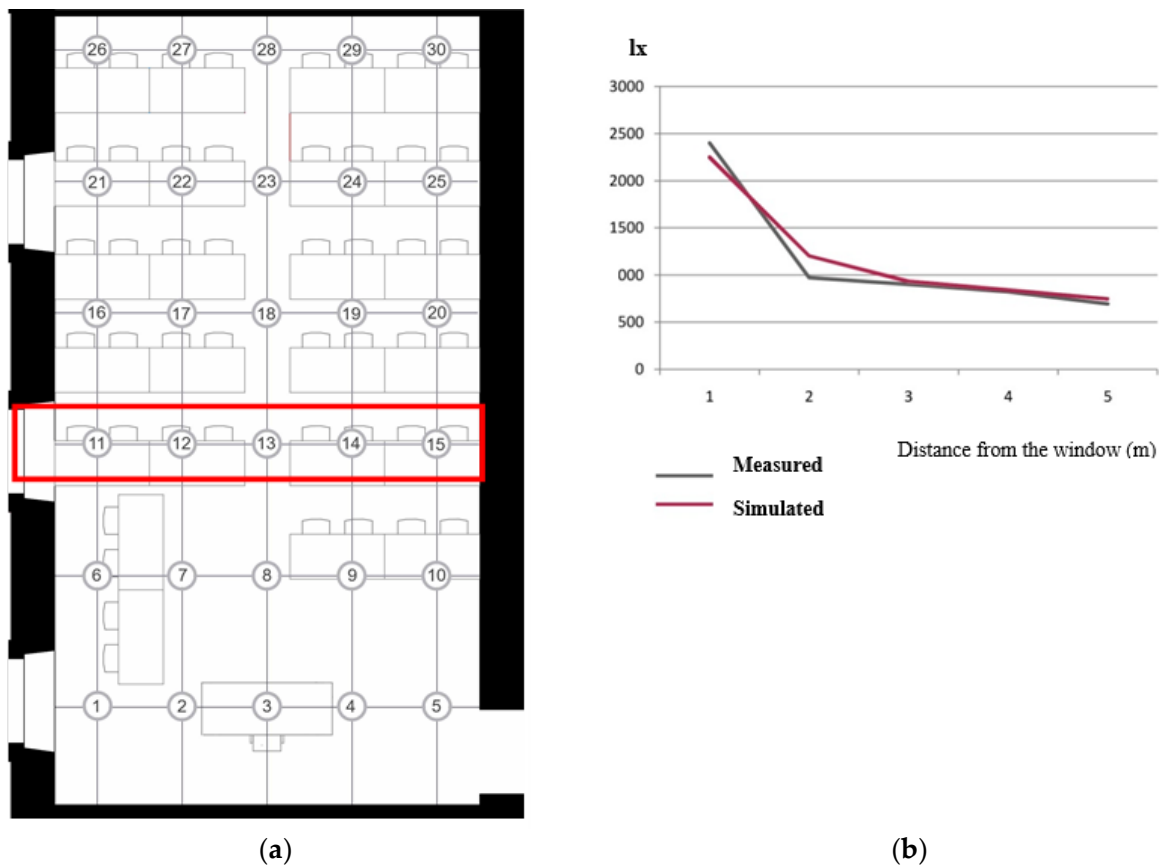 26 27 28 29 30
21 22 23 24 25
16 17 18 19 20
11 12 13 14 15
6 7 8 9 10
1 2 3 4 5
(a)
lx
3000
2500
2000
1500
000
500
0
1 2 3 4 5
Distance from the window (m)
Measured
Simulated
(b)